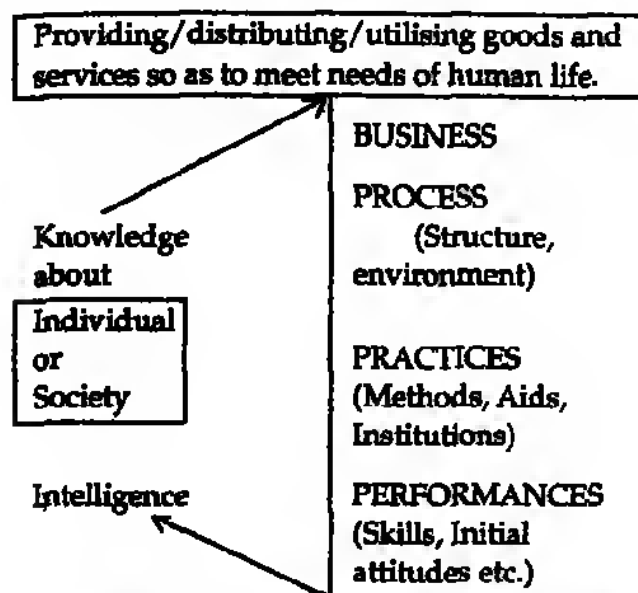 Providing/distributing/utilising goods and
services so as to meet needs of human life.
BUSINESS
PROCESS
(Structure,
environment)
Knowledge
about
Individual
or
Society
PRACTICES
(Methods, Aids,
Institutions)
Intelligence
PERFORMANCES
(Skills, Initial
attitudes etc.)